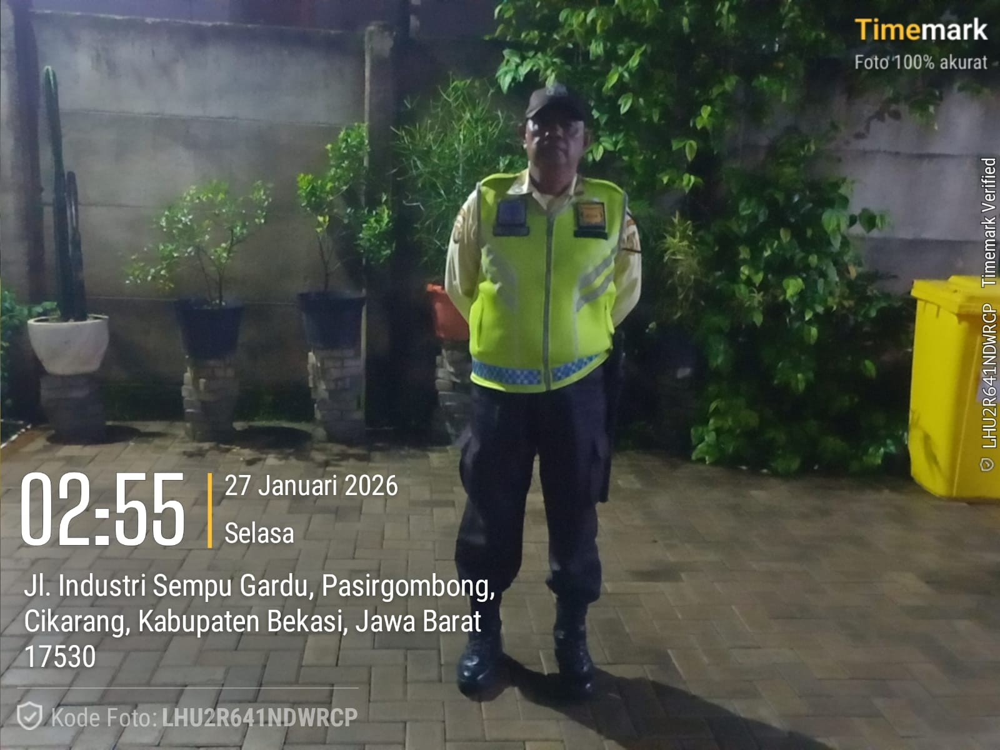 Timemark
Foto 100% akurat
LHU2R641NDWRCP Timemark Verified
02:55
27 Januari 2026
Selasa
Jl. Industri Sempu Gardu, Pasirgombong,
Cikarang, Kabupaten Bekasi, Jawa Barat
17530
Kode Foto: LHU2R641NDWRCP